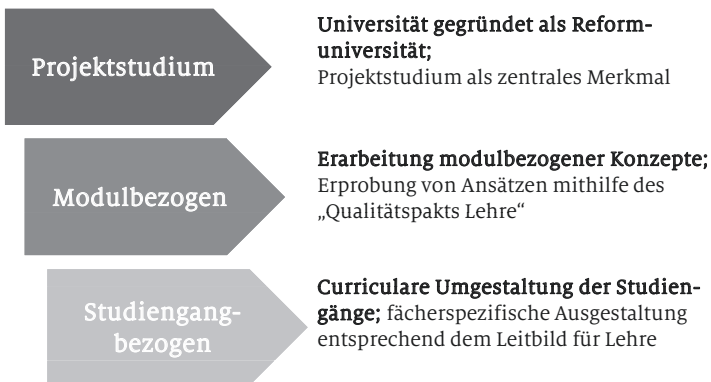 Projektstudium
Universität gegründet als Reform-
universität;
Projektstudium als zentrales Merkmal
Modulbezogen
Erarbeitung modulbezogener Konzepte;
Erprobung von Ansätzen mithilfe des
„Qualitätspakts Lehre“
Studiengang-
bezogen
Curriculare Umgestaltung der Studien-
gänge; fächerspezifische Ausgestaltung
entsprechend dem Leitbild für Lehre